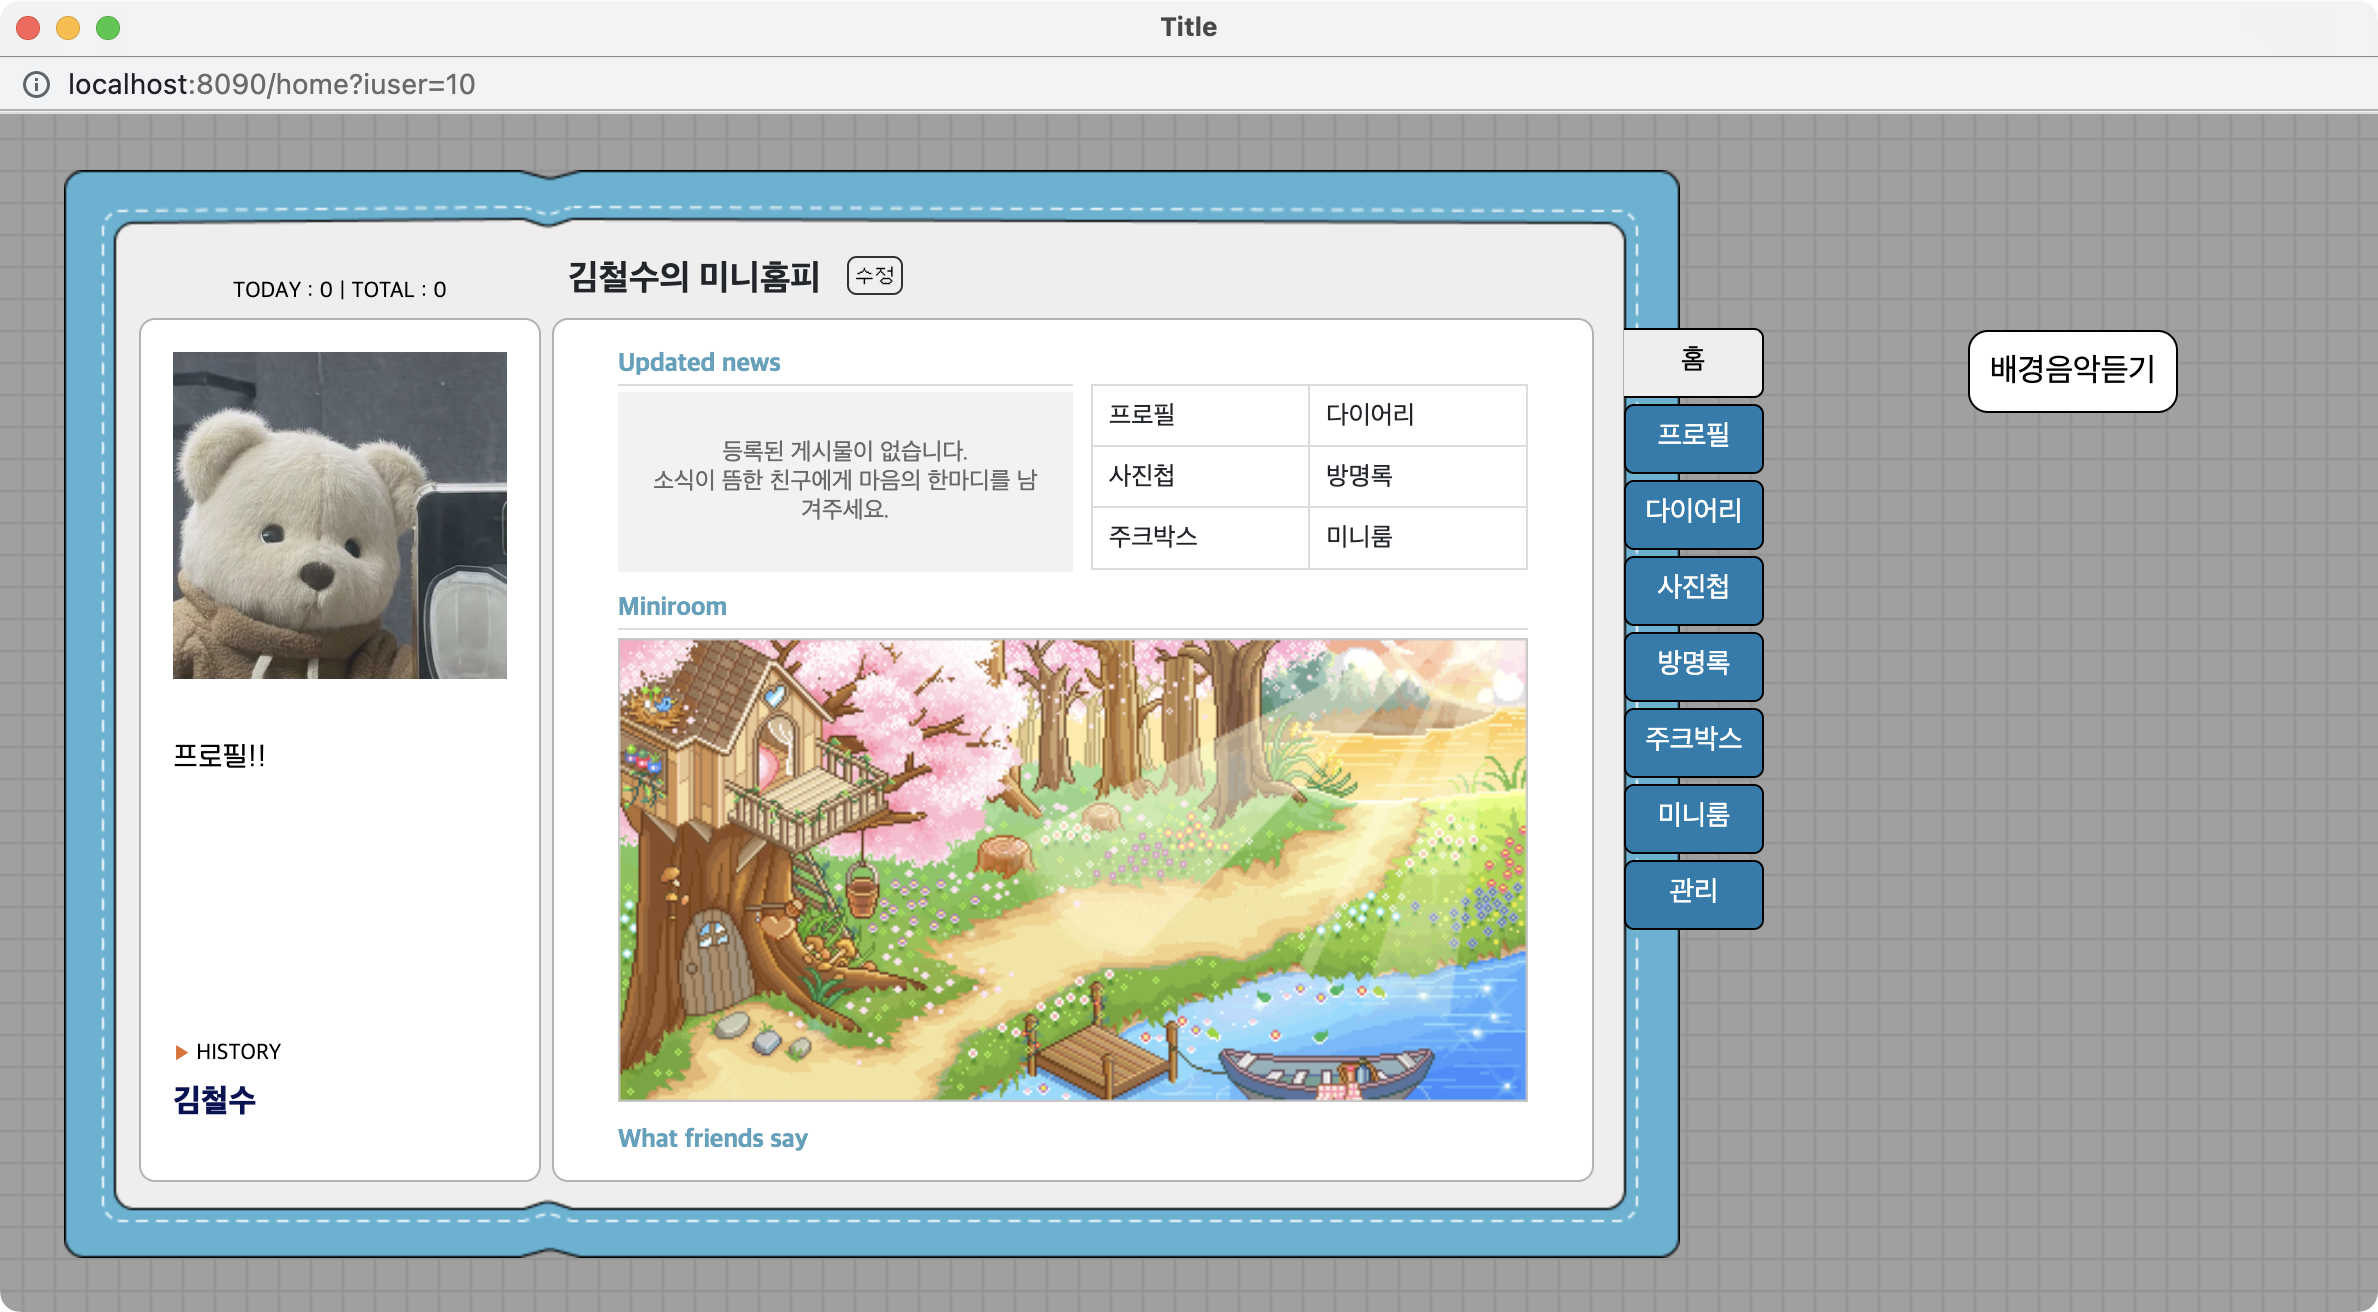 Title
localhost:8090/home?iuser=10
TODAY : 0 | TOTAL : 0
김철수의 미니홈피
수정
프로필!!
HISTORY
김철수
Updated news
등록된 게시물이 없습니다.
소식이 뜸한 친구에게 마음의 한마디를 남
겨주세요.
프로필 다이어리
사진첩 방명록
주크박스 미니룸
Miniroom
What friends say
홈
프로필
다이어리
사진첩
방명록
주크박스
미니룸
관리
배경음악듣기